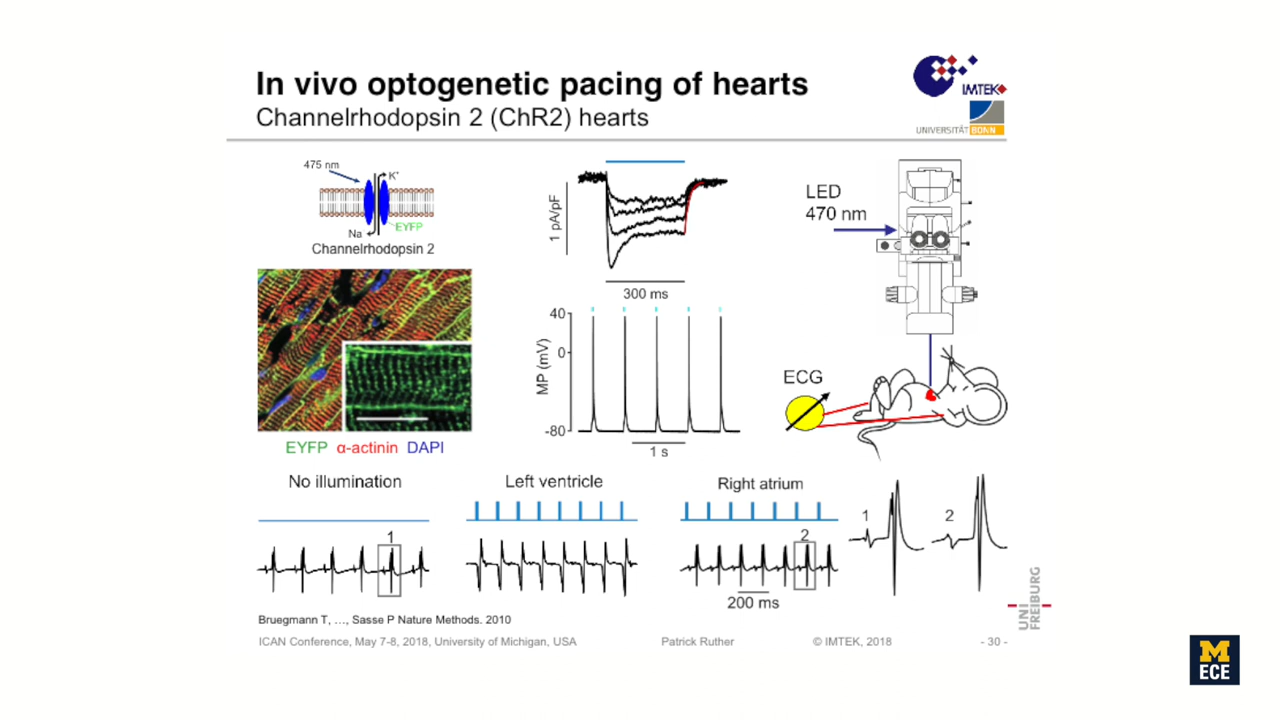 In vivo optogenetic pacing of hearts
Channelrhodopsin 2 (ChR2) hearts
IMTEK
UNIVERSITÄT BONN
475 nm
K⁺
Na
EYFP
Channelrhodopsin 2
EYFP α-actinin DAPI
1 pA/pF
300 ms
MP (mV)
40
0
-80
1 s
LED
470 nm
ECG
No illumination
1
Left ventricle
Right atrium
2
200 ms
1
2
Bruegmann T, ..., Sasse P Nature Methods. 2010
ICAN Conference, May 7-8, 2018, University of Michigan, USA
Patrick Ruther
© IMTEK, 2018
- 30 -
UNI
FREIBURG
M
ECE